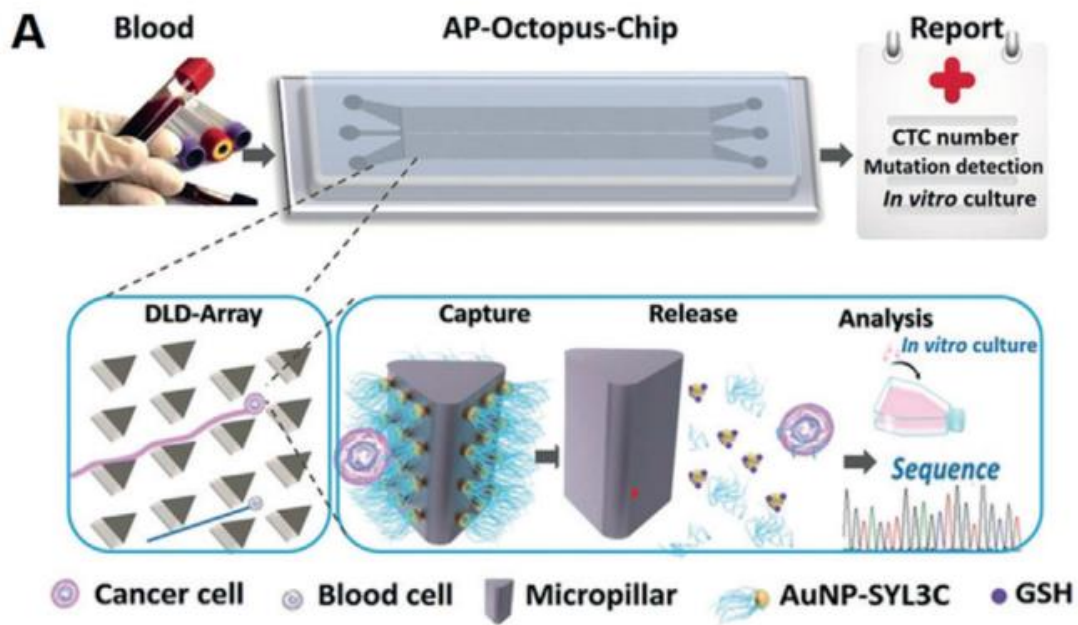 A
Blood
AP-Octopus-Chip
Report
CTC number
Mutation detection
In vitro culture
DLD-Array
Capture
Release
Analysis
In vitro culture
Sequence
Cancer cell
Blood cell
Micropillar
AuNP-SYL3C
GSH